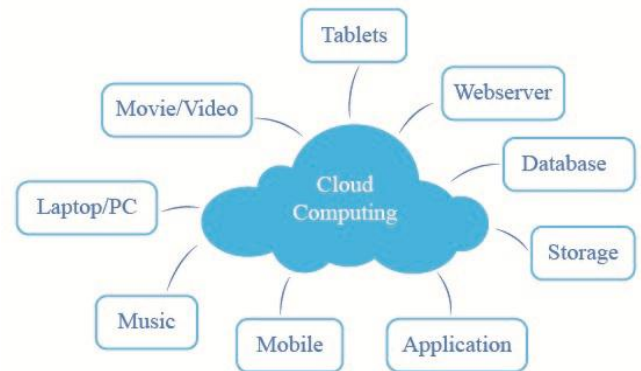 Tablets
Webserver
Movie/Video
Database
Cloud
Computing
Laptop/PC
Storage
Music
Mobile
Application